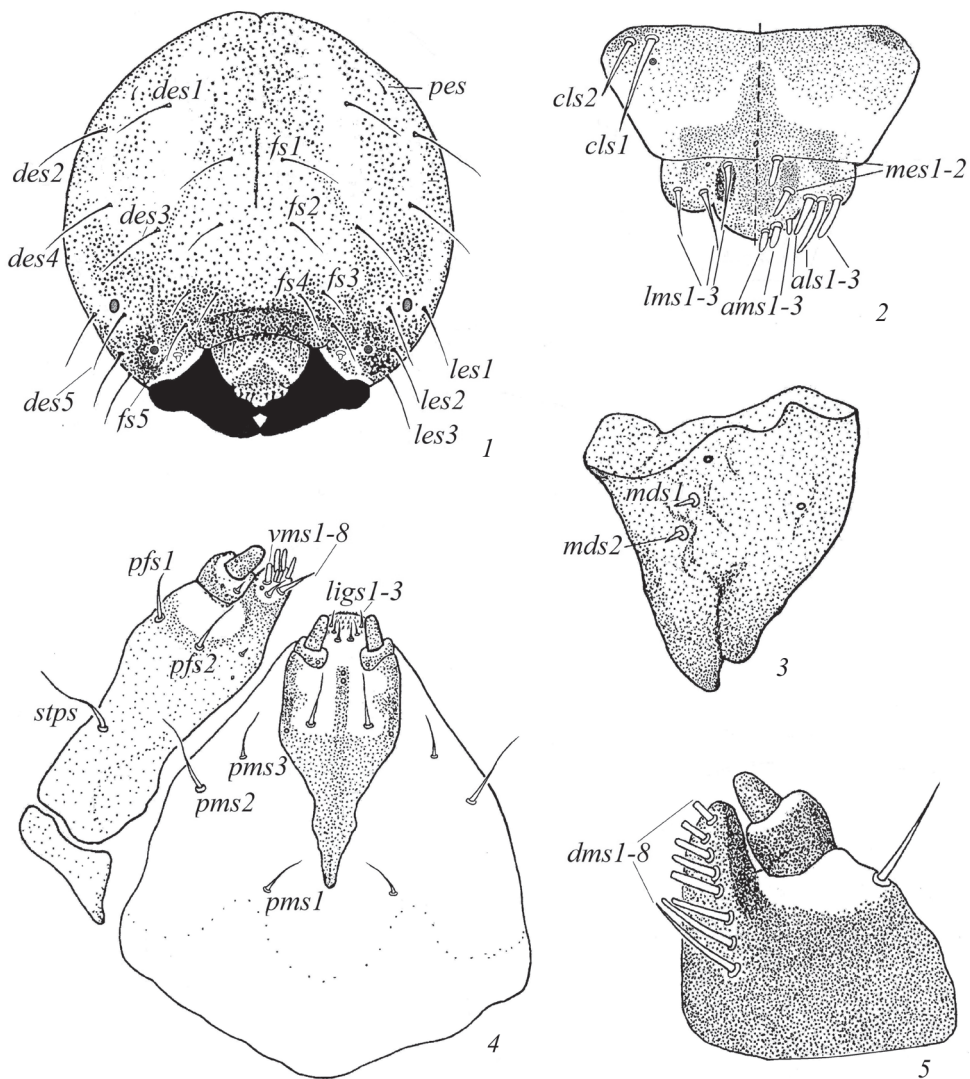 des1
pes
des2
fs1
des3
fs2
des4
fs4
fs3
des5
fs5
les1
les2
les3
1
cls2
cls1
mes1-2
lms1-3
ams1-3
als1-3
2
mds1
mds2
3
pfs1
vms1-8
ligs1-3
pfs2
stps
pms3
pms2
pms1
4
dms1-8
5